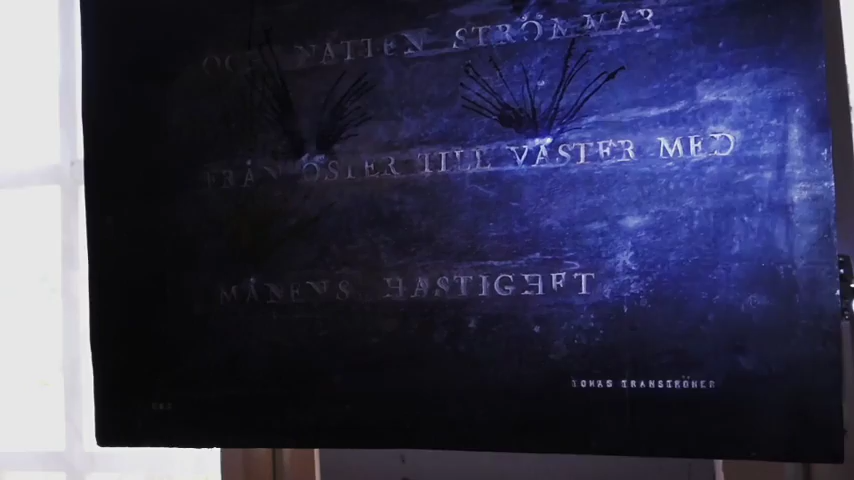 OCH NATTEN STRÖMMAR
FRÅN ÖSTER TILL VÄSTER MED
MÅNENS HASTIGHET
TOMAS TRANSTRÖMER